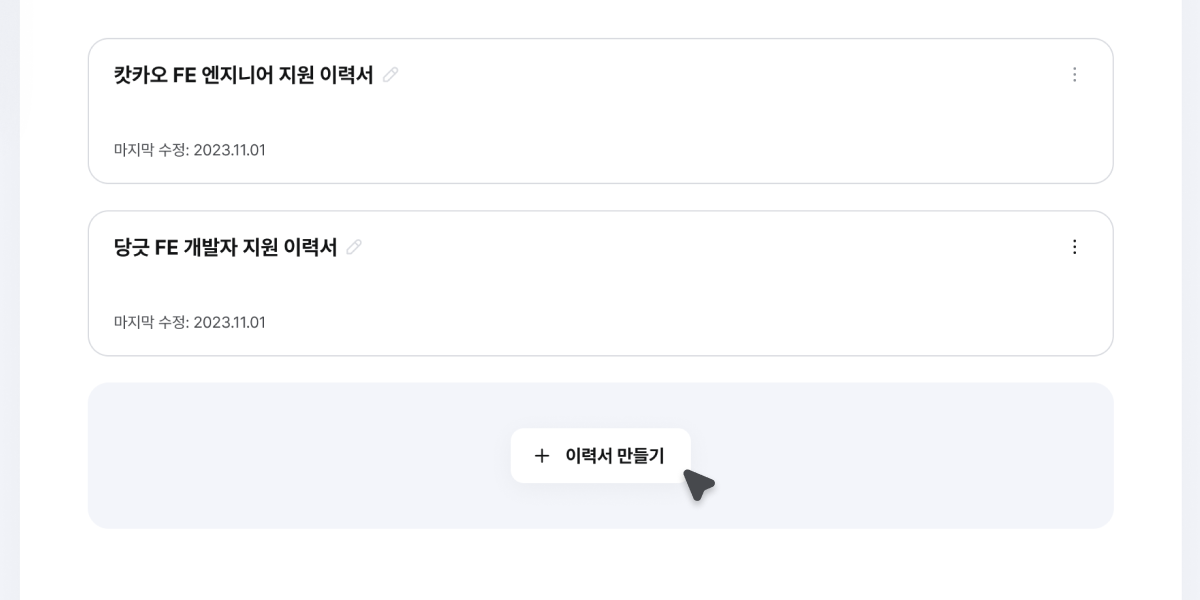 캇카오 FE 엔지니어 지원 이력서
마지막 수정: 2023.11.01
당긋 FE 개발자 지원 이력서
마지막 수정: 2023.11.01
+ 이력서 만들기